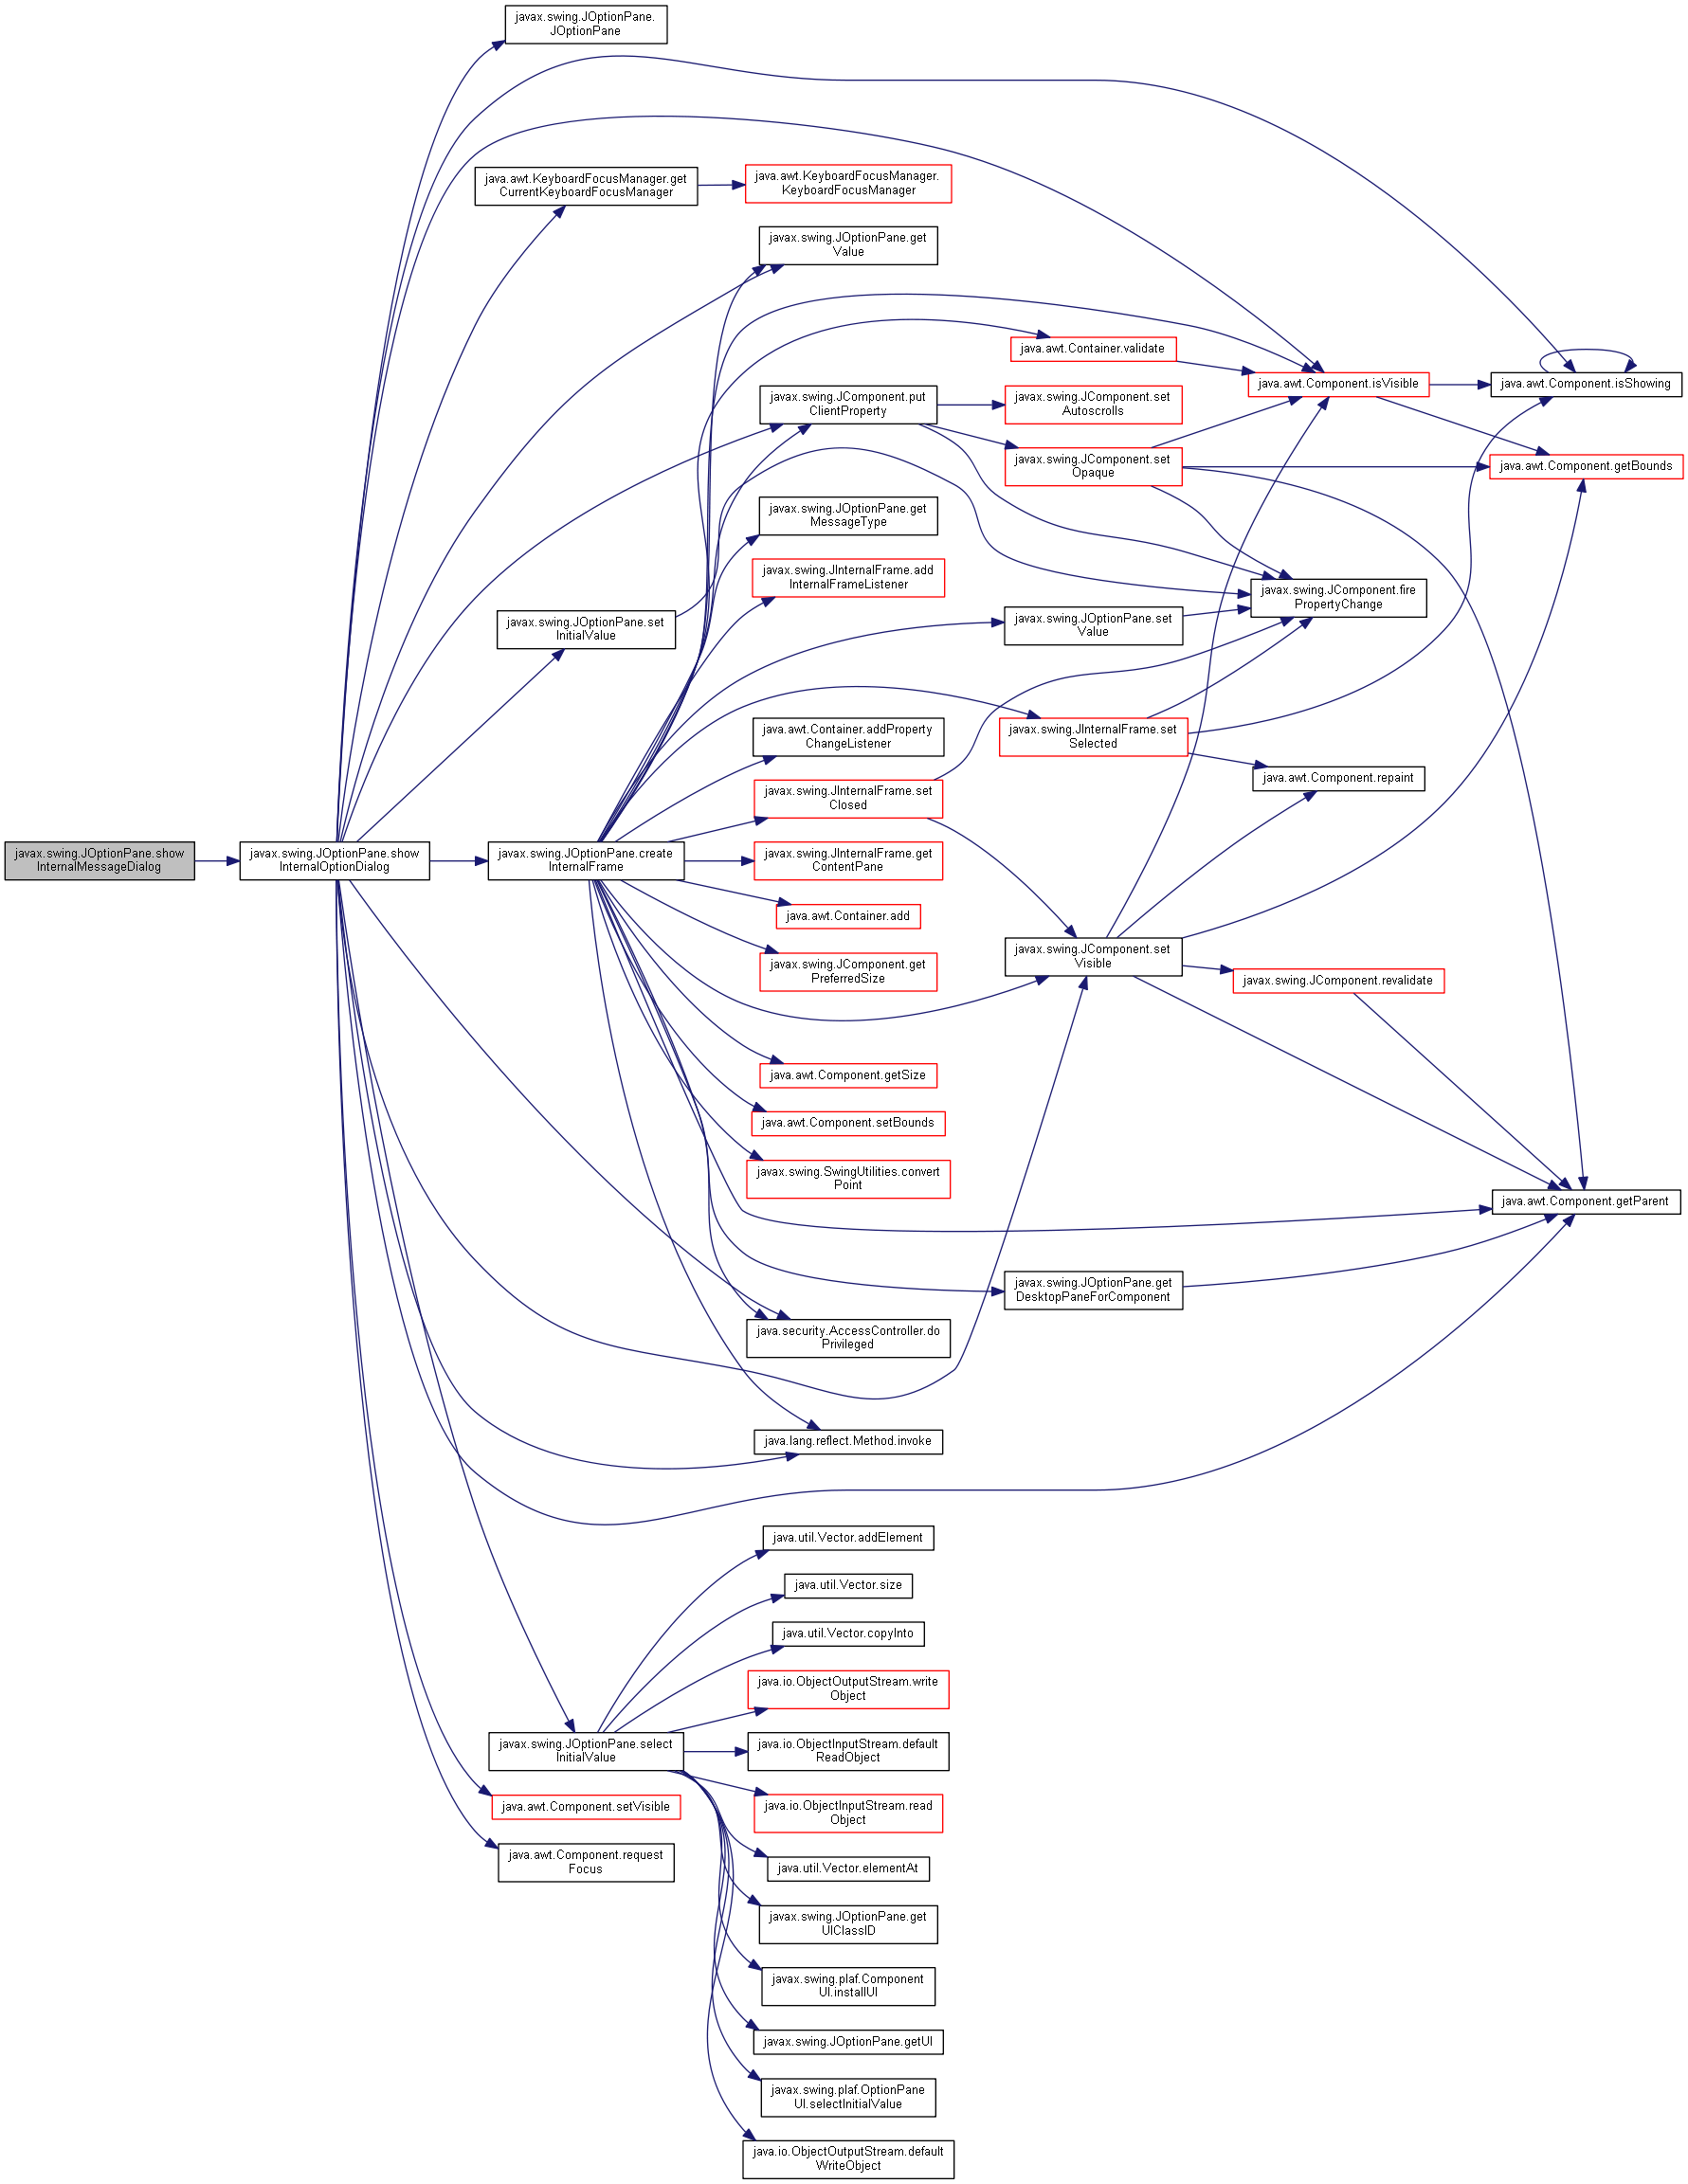 javax.swing.JOptionPane.
JOptionPane
java.awt.KeyboardFocusManager.get
CurrentKeyboardFocusManager
java.awt.KeyboardFocusManager.
KeyboardFocusManager
javax.swing.JOptionPane.get
Value
java.awt.Container.validate
java.awt.Component.isVisible
java.awt.Component.isShowing
javax.swing.JComponent.put
ClientProperty
javax.swing.JComponent.set
Autoscrolls
javax.swing.JComponent.set
Opaque
java.awt.Component.getBounds
javax.swing.JOptionPane.get
MessageType
javax.swing.JInternalFrame.add
InternalFrameListener
javax.swing.JComponent.fire
PropertyChange
javax.swing.JOptionPane.set
InitialValue
javax.swing.JOptionPane.set
Value
java.awt.Container.addProperty
ChangeListener
javax.swing.JInternalFrame.set
Selected
java.awt.Component.repaint
javax.swing.JInternalFrame.set
Closed
javax.swing.JOptionPane.show
InternalMessageDialog
javax.swing.JOptionPane.show
InternalOptionDialog
javax.swing.JOptionPane.create
InternalFrame
javax.swing.JInternalFrame.get
ContentPane
java.awt.Container.add
javax.swing.JComponent.get
PreferredSize
javax.swing.JComponent.set
Visible
javax.swing.JComponent.revalidate
java.awt.Component.getSize
java.awt.Component.setBounds
javax.swing.SwingUtilities.convert
Point
java.awt.Component.getParent
javax.swing.JOptionPane.get
DesktopPaneForComponent
java.security.AccessController.do
Privileged
java.lang.reflect.Method.invoke
java.util.Vector.addElement
java.util.Vector.size
java.util.Vector.copyInto
java.io.ObjectOutputStream.write
Object
javax.swing.JOptionPane.select
InitialValue
java.io.ObjectInputStream.default
ReadObject
java.awt.Component.setVisible
java.io.ObjectInputStream.read
Object
java.awt.Component.request
Focus
java.util.Vector.elementAt
javax.swing.JOptionPane.get
UIClassID
javax.swing.plaf.Component
UI.installUI
javax.swing.JOptionPane.getUI
javax.swing.plaf.OptionPane
UI.selectInitialValue
java.io.ObjectOutputStream.default
WriteObject